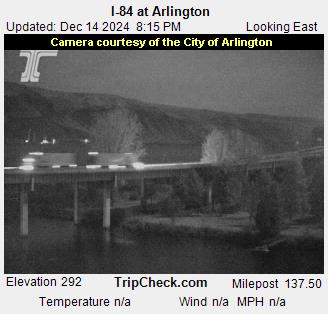 I-84 at Arlington
Updated: Dec 14 2024 8:15 PM Looking East
Camera courtesy of the City of Arlington
Elevation 292 TripCheck.com Milepost 137.50
Temperature n/a Wind n/a MPH n/a